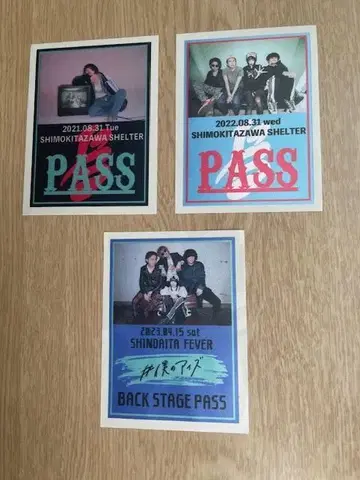 2021.08.31 Tue
SHIMOKITAZAWA SHELTER
PASS
2022.08.31 wed
SHIMOKITAZAWA SHELTER
PASS
2023.04.15 sat
SHINDAITA FEVER
#僕のアイズ
BACK STAGE PASS